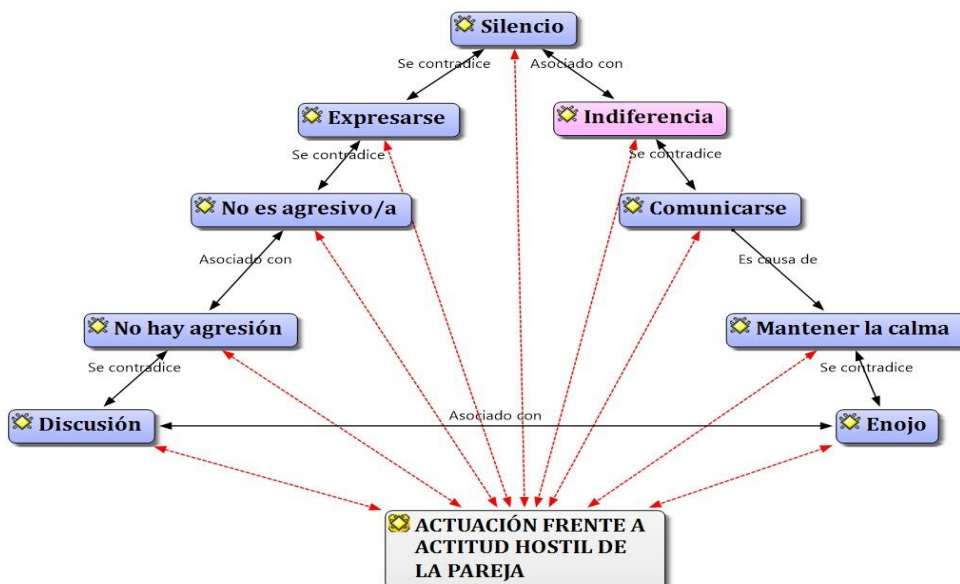 Silencio
Se contradice
Asociado con
Expresarse
Indiferencia
Se contradice
Se contradice
No es agresivo/a
Comunicarse
Asociado con
Es causa de
No hay agresión
Mantener la calma
Se contradice
Se contradice
Discusión
Asociado con
Enojo
ACTUACIÓN FRENTE A
ACTITUD HOSTIL DE
LA PAREJA